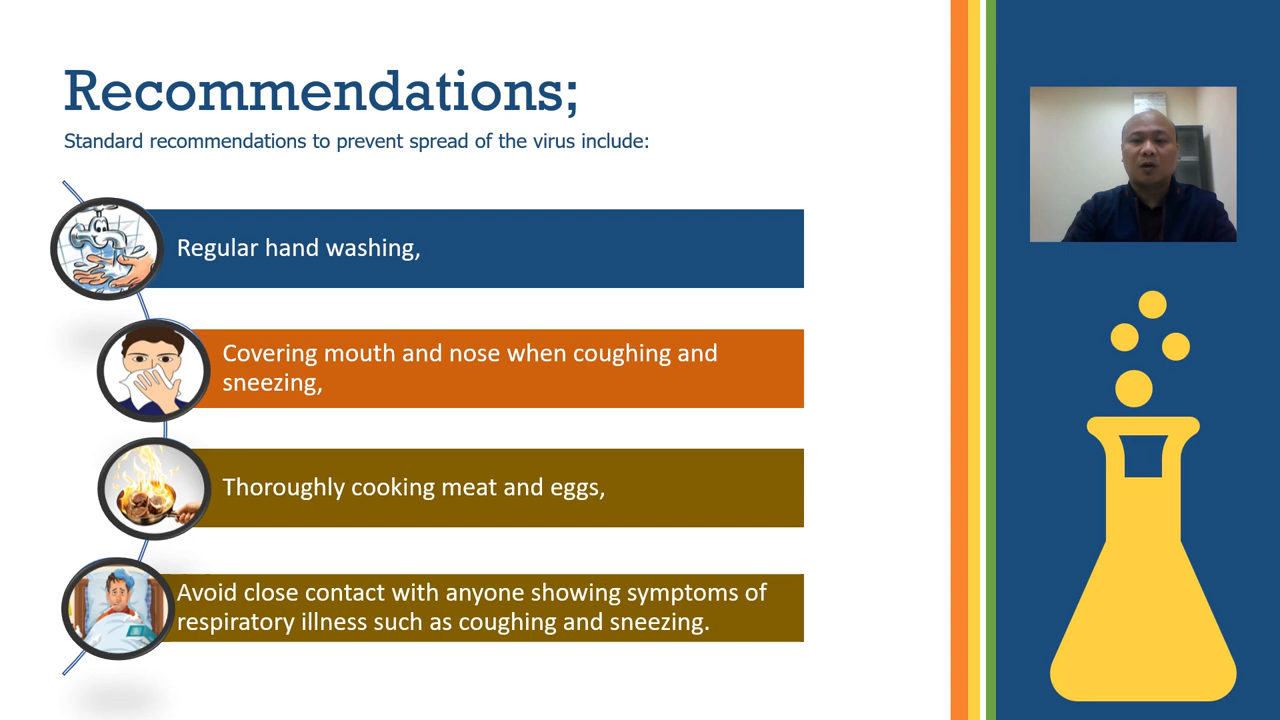 Recommendations;
Standard recommendations to prevent spread of the virus include:
Regular hand washing,
Covering mouth and nose when coughing and
sneezing,
Thoroughly cooking meat and eggs,
Avoid close contact with anyone showing symptoms of
respiratory illness such as coughing and sneezing.